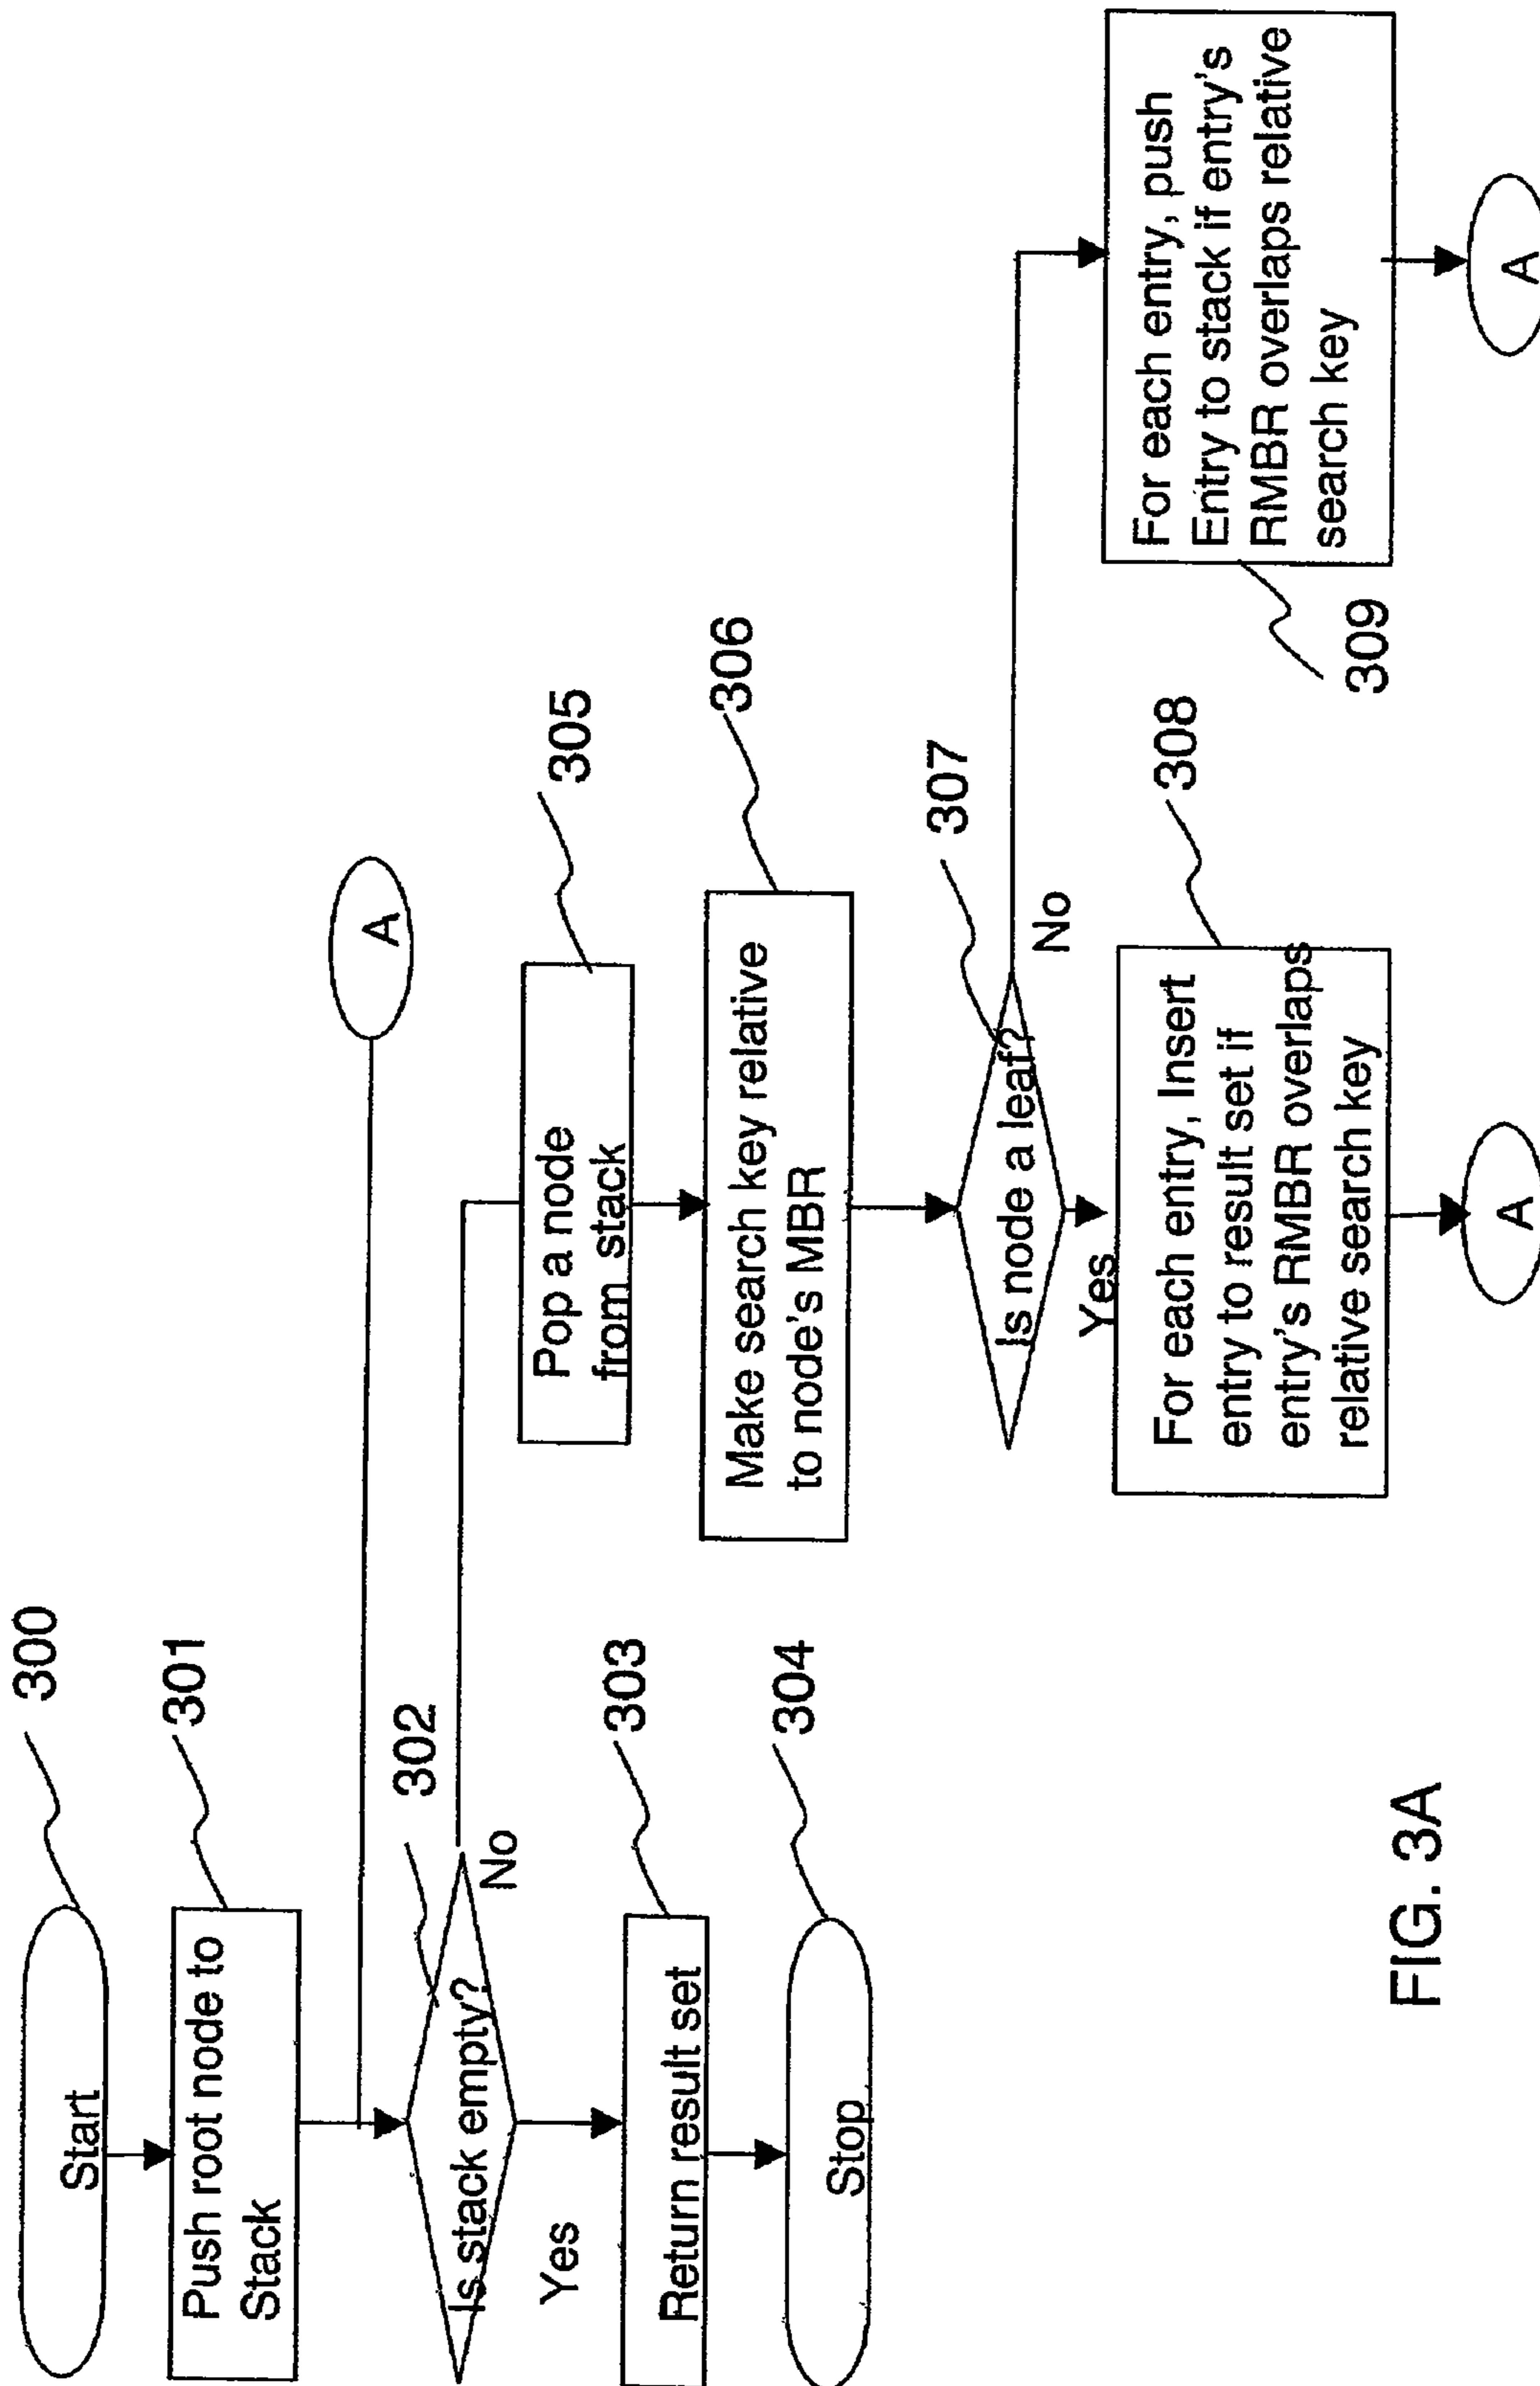 Start
300
Push root node to
Stack
301
A
Is stack empty?
302
No
Yes
Return result set
303
Stop
304
Pop a node
from stack
305
Make search key relative
to node's MBR
306
Is node a leaf?
307
No
Yes
For each entry, Insert
entry to result set if
entry's RMBR overlaps
relative search key
308
A
For each entry, push
Entry to stack if entry's
RMBR overlaps relative
search key
309
A
FIG. 3A